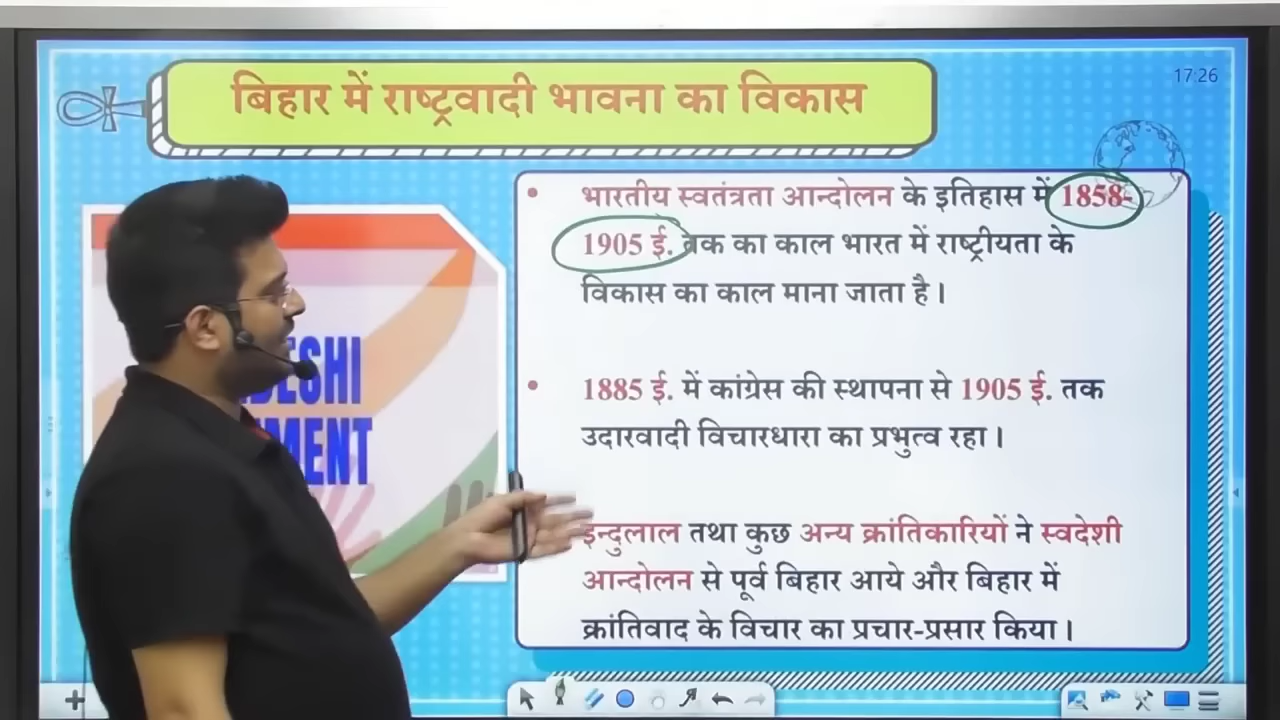 17:26
बिहार में राष्ट्रवादी भावना का विकास
भारतीय स्वतंत्रता आन्दोलन के इतिहास में 1858-
1905 ई. तक का काल भारत में राष्ट्रीयता के
विकास का काल माना जाता है।
1885 ई. में कांग्रेस की स्थापना से 1905 ई. तक
उदारवादी विचारधारा का प्रभुत्व रहा।
इन्दुलाल तथा कुछ अन्य क्रांतिकारियों ने स्वदेशी
आन्दोलन से पूर्व बिहार आये और बिहार में
क्रांतिवाद के विचार का प्रचार-प्रसार किया।